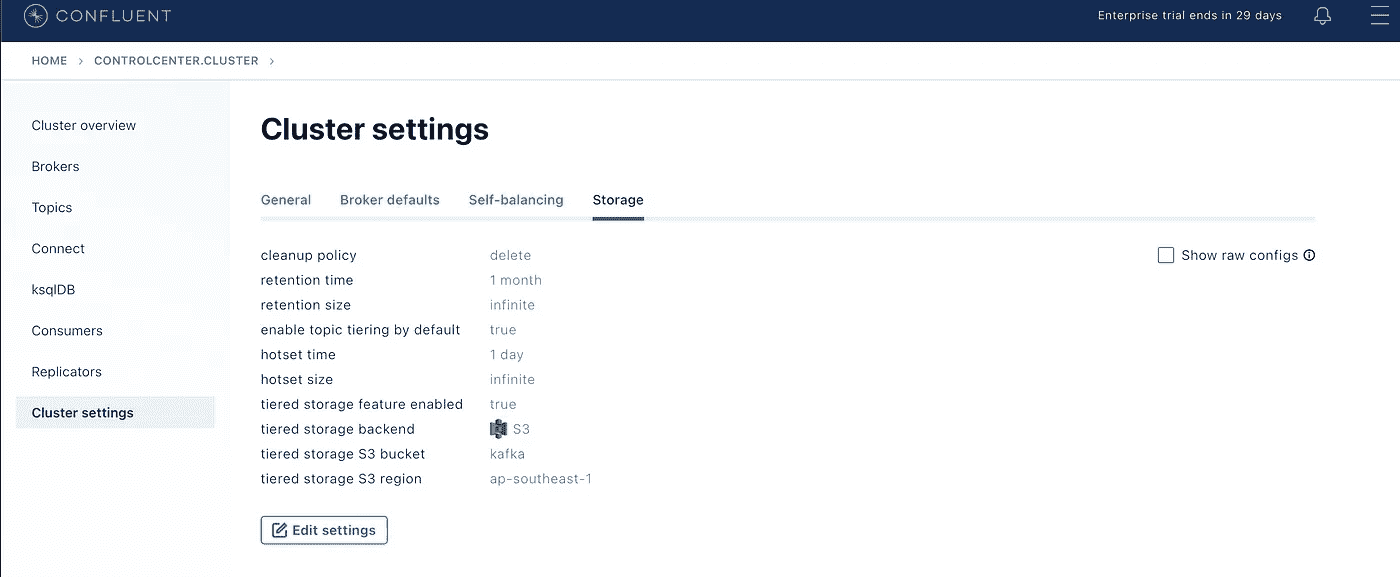 CONFLUENT
Enterprise trial ends in 29 days
HOME > CONTROLCENTER.CLUSTER >
Cluster overview
Brokers
Topics
Connect
ksqlDB
Consumers
Replicators
Cluster settings
Cluster settings
General Broker defaults Self-balancing Storage
Show raw configs
cleanup policy delete
retention time 1 month
retention size infinite
enable topic tiering by default true
hotset time 1 day
hotset size infinite
tiered storage feature enabled true
tiered storage backend S3
tiered storage S3 bucket kafka
tiered storage S3 region ap-southeast-1
Edit settings